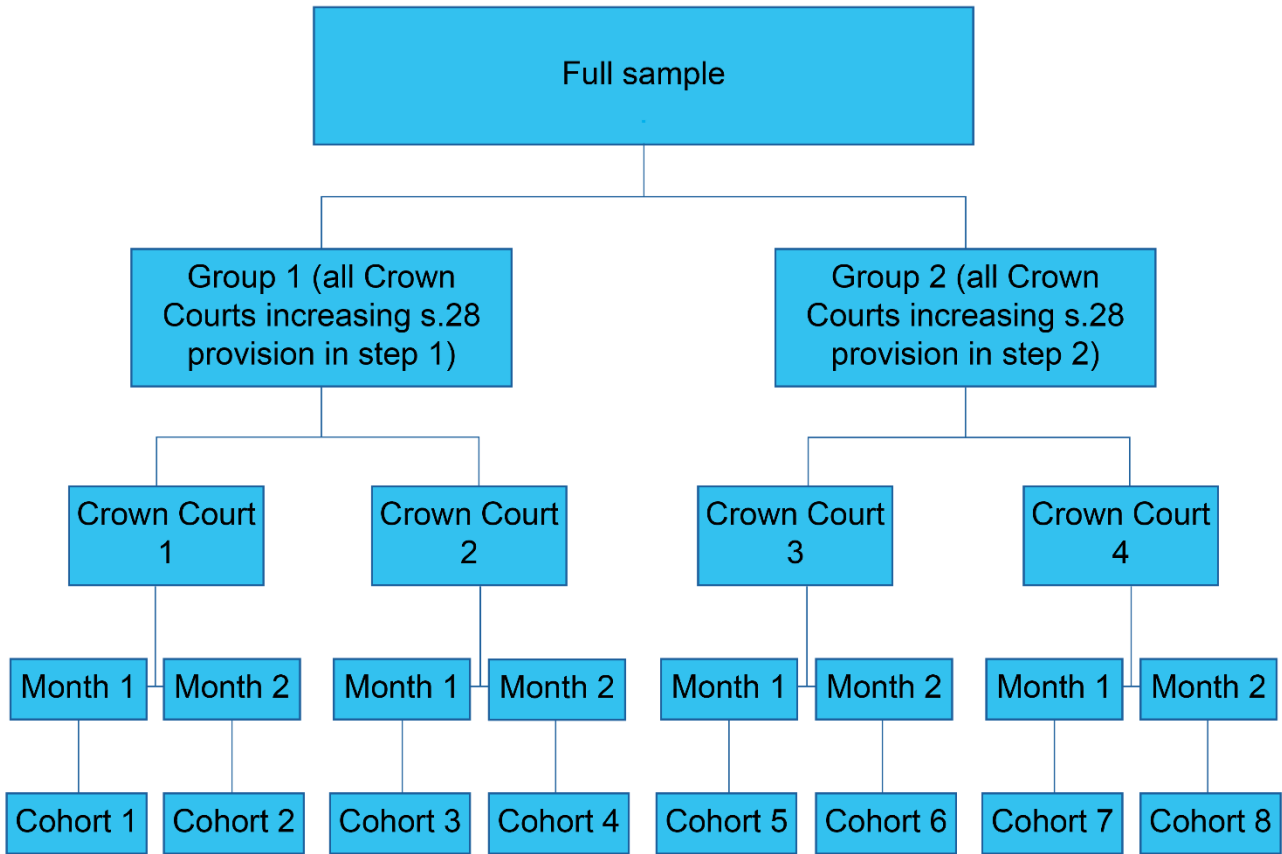 Full sample
Group 1 (all Crown
Courts increasing s.28
provision in step 1)
Group 2 (all Crown
Courts increasing s.28
provision in step 2)
Crown Court
1
Crown Court
2
Crown Court
3
Crown Court
4
Month 1
Month 2
Month 1
Month 2
Month 1
Month 2
Month 1
Month 2
Cohort 1
Cohort 2
Cohort 3
Cohort 4
Cohort 5
Cohort 6
Cohort 7
Cohort 8